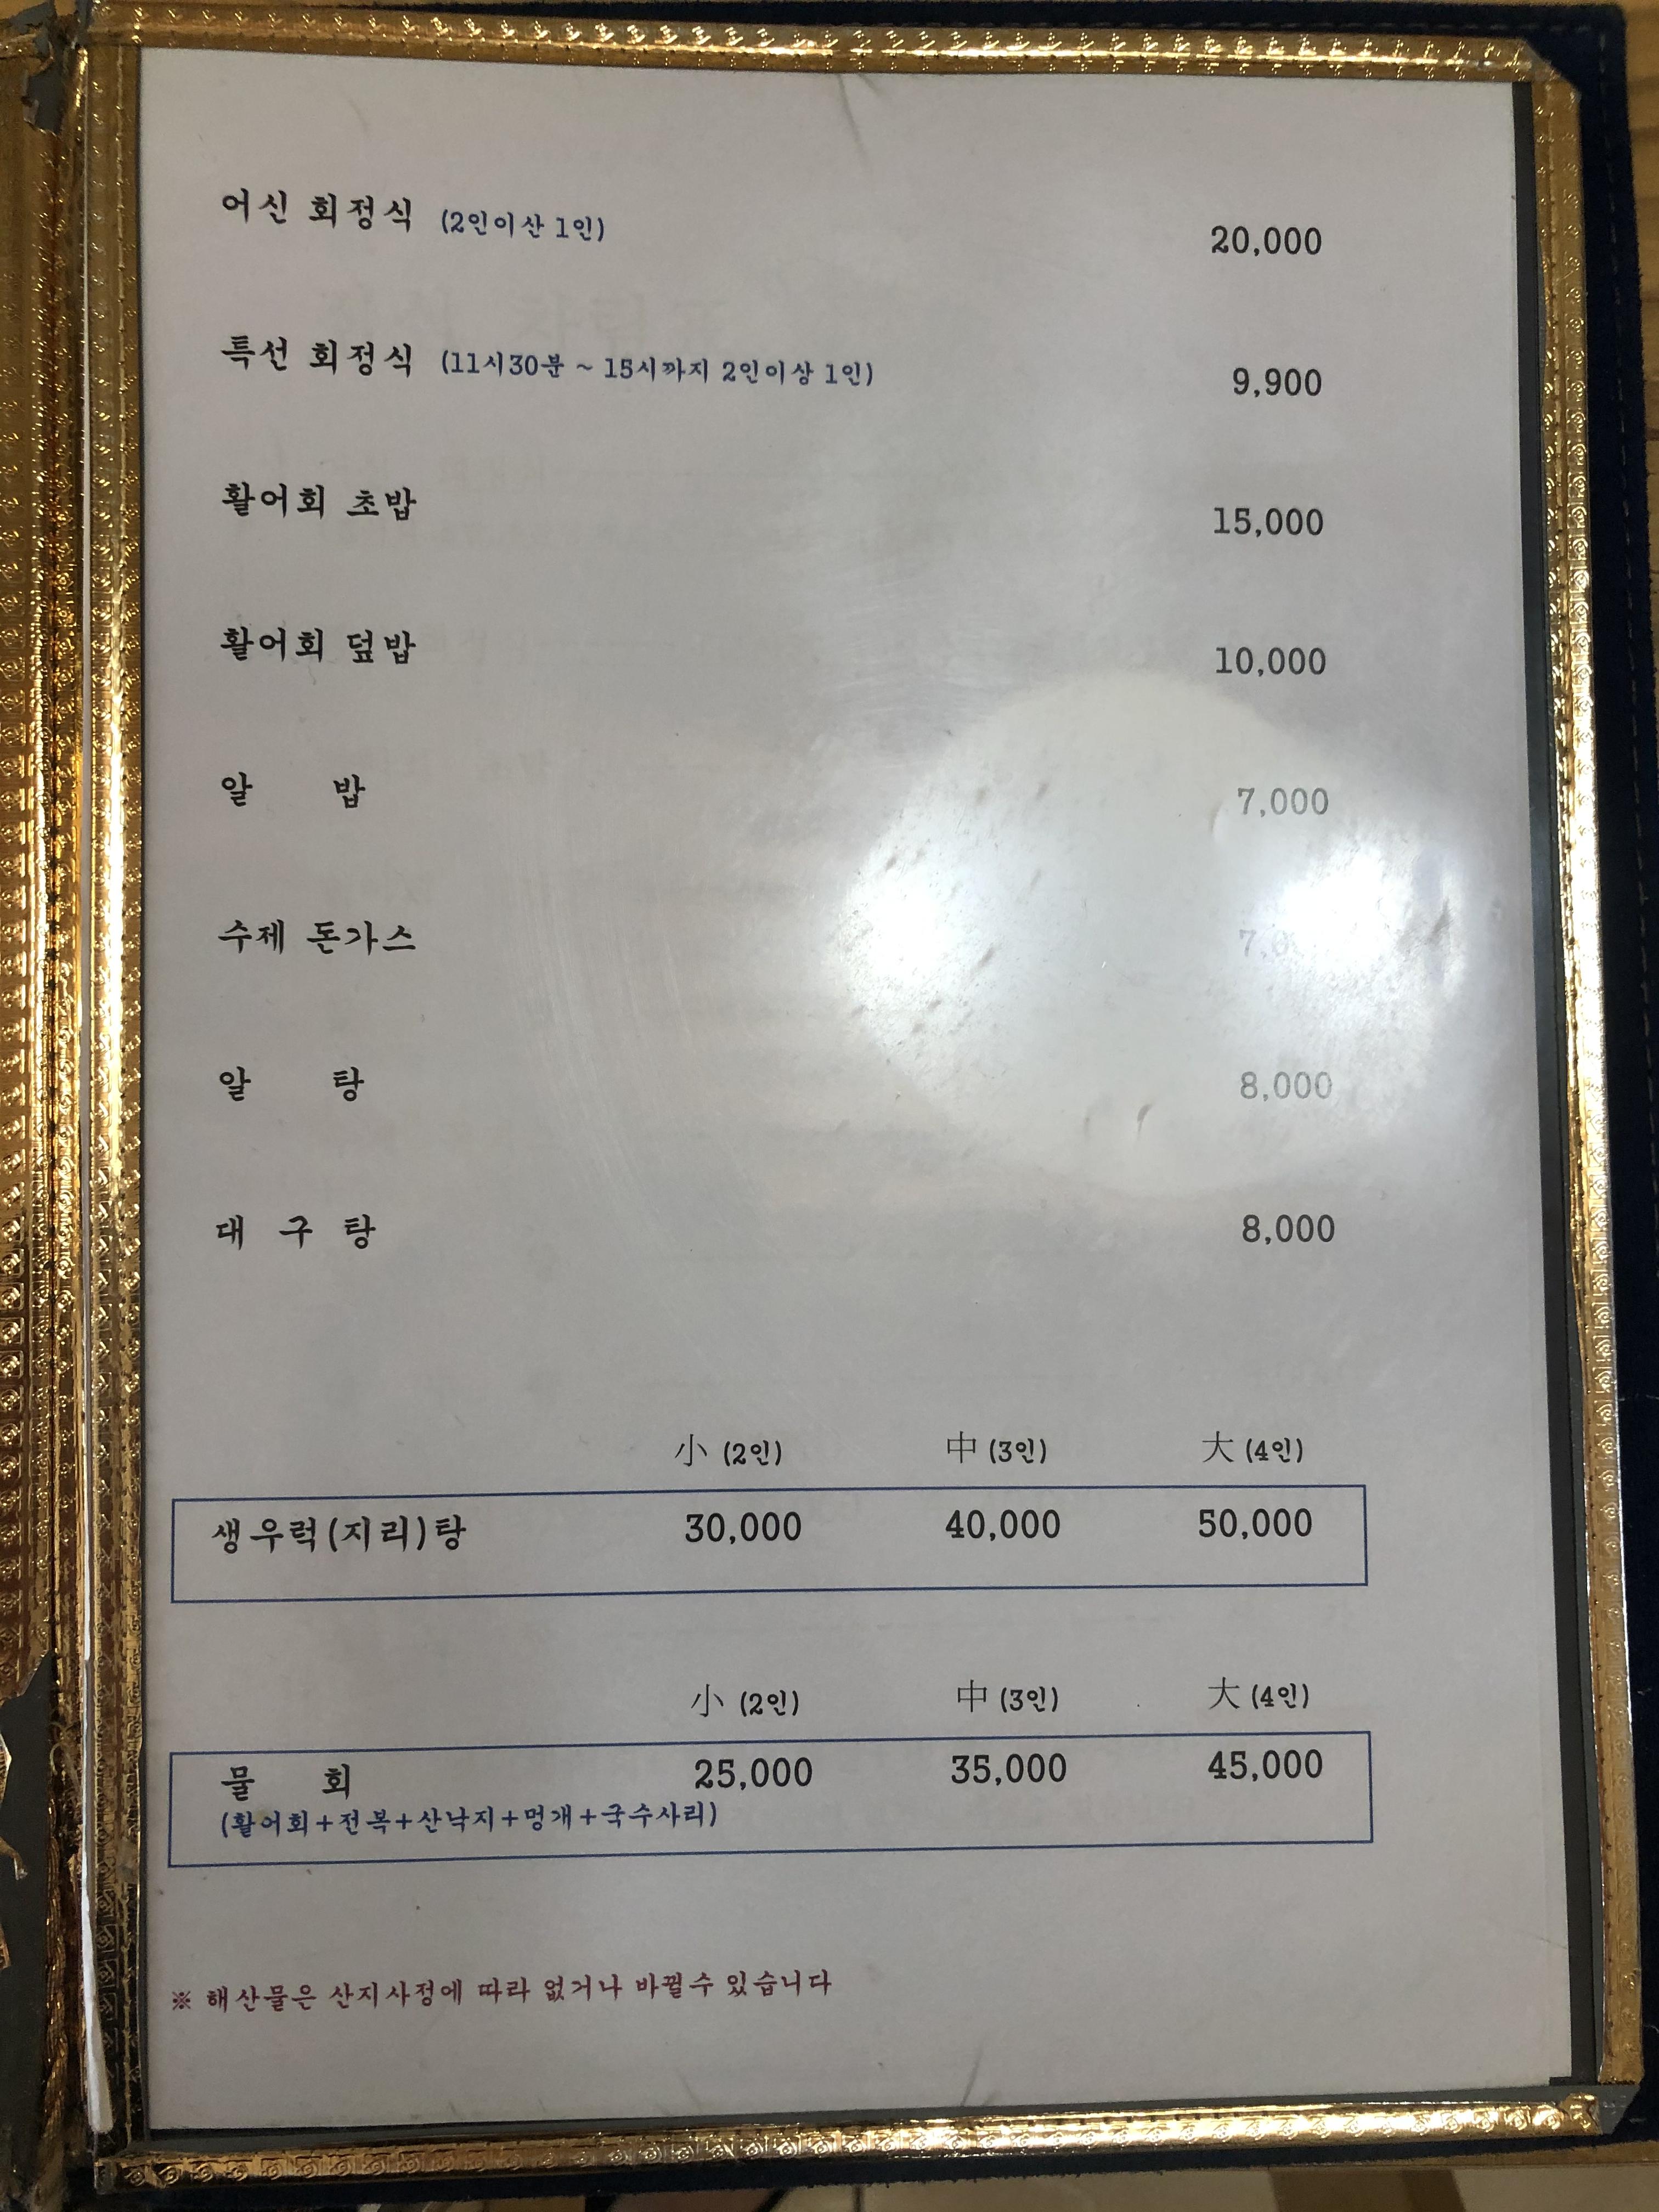 어신 회정식 (2인이산 1인) 20,000
특선 회정식 (11시30분 ~ 15시까지 2인이상 1인) 9,900
활어회 초밥 15,000
활어회 덮밥 10,000
알 밥 7,000
수제 돈가스
알 탕 8,000
대 구 탕 8,000
小 (2인) 中 (3인) 大 (4인)
생우럭(지리)탕 30,000 40,000 50,000
小 (2인) 中 (3인) 大 (4인)
물 회 25,000 35,000 45,000
(활어회+전복+산낙지+멍개+국수사리)
※ 해산물은 산지사정에 따라 없거나 바뀔수 있습니다